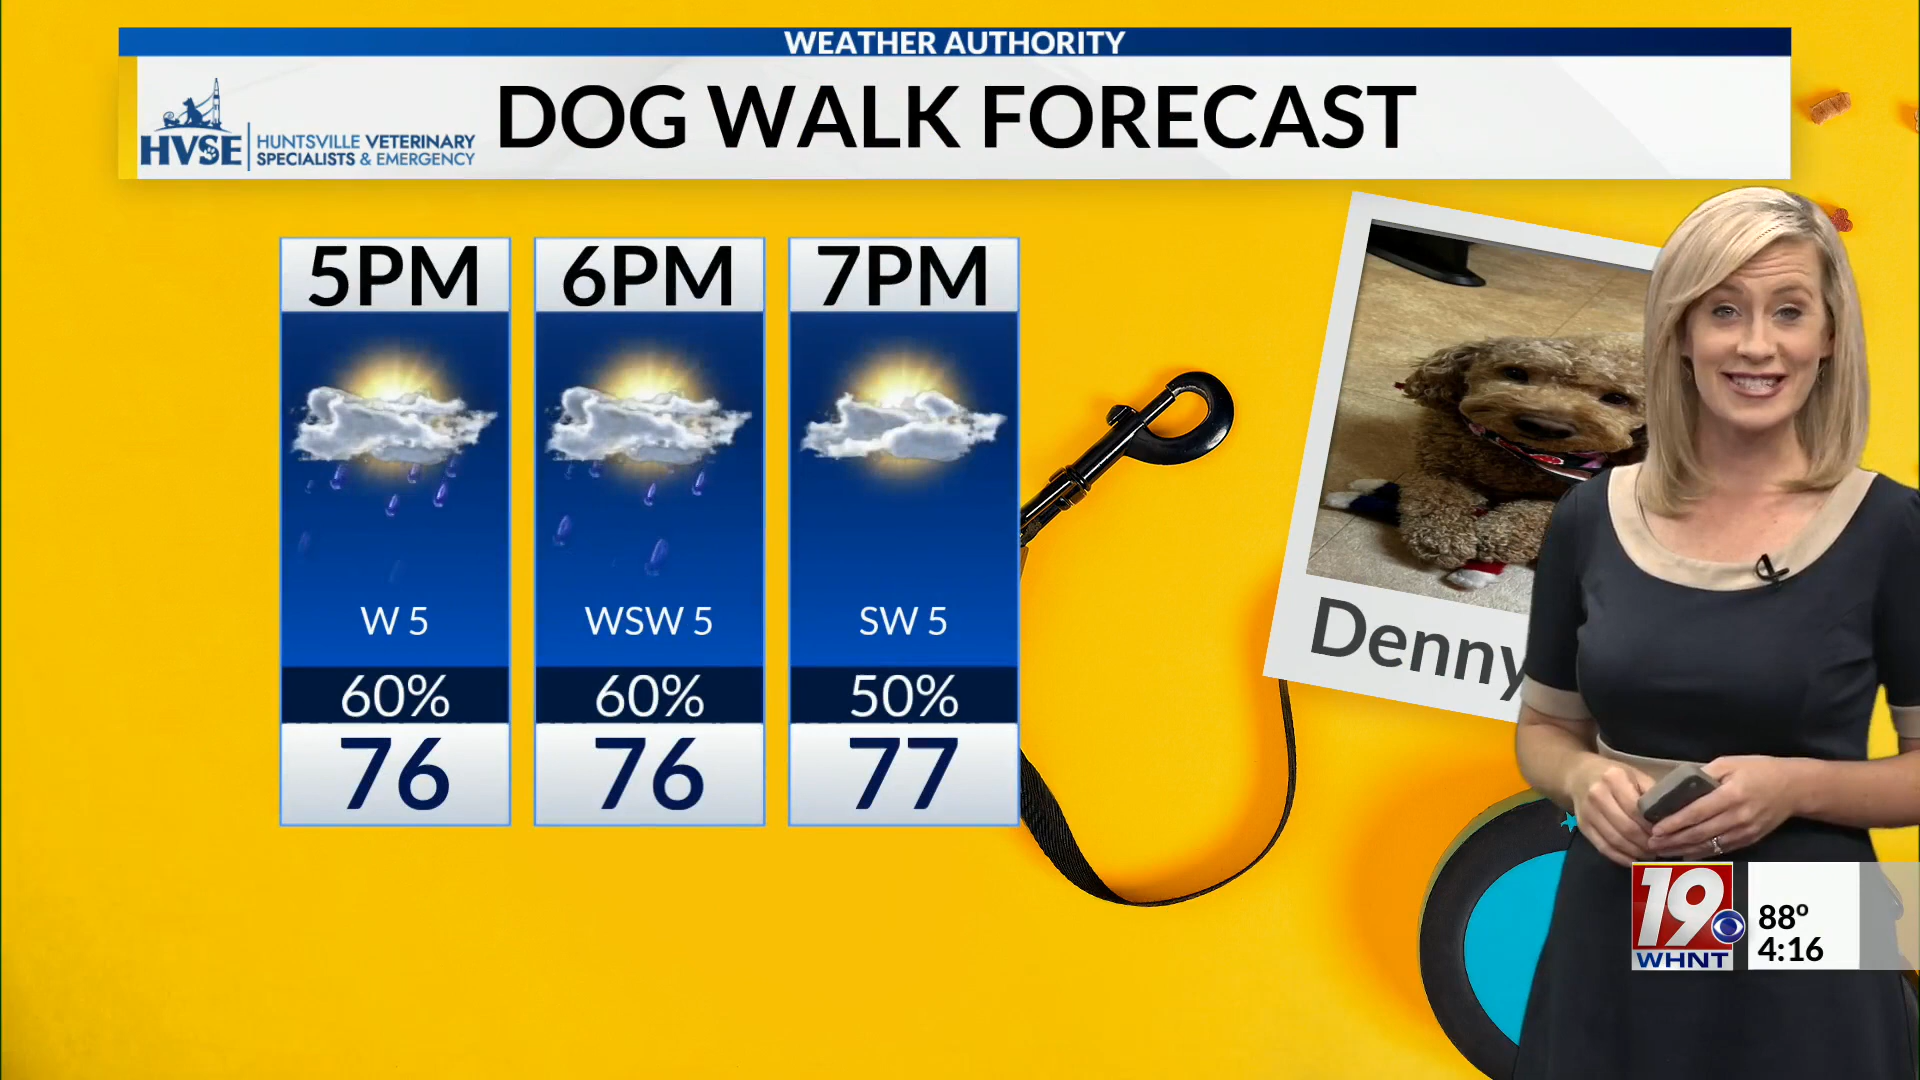 WEATHER AUTHORITY
HVSE
HUNTSVILLE VETERINARY
SPECIALISTS & EMERGENCY
DOG WALK FORECAST
5PM
W 5
60%
76
6PM
WSW 5
60%
76
7PM
SW 5
50%
77
Denny
19
WHNT
88º
4:16